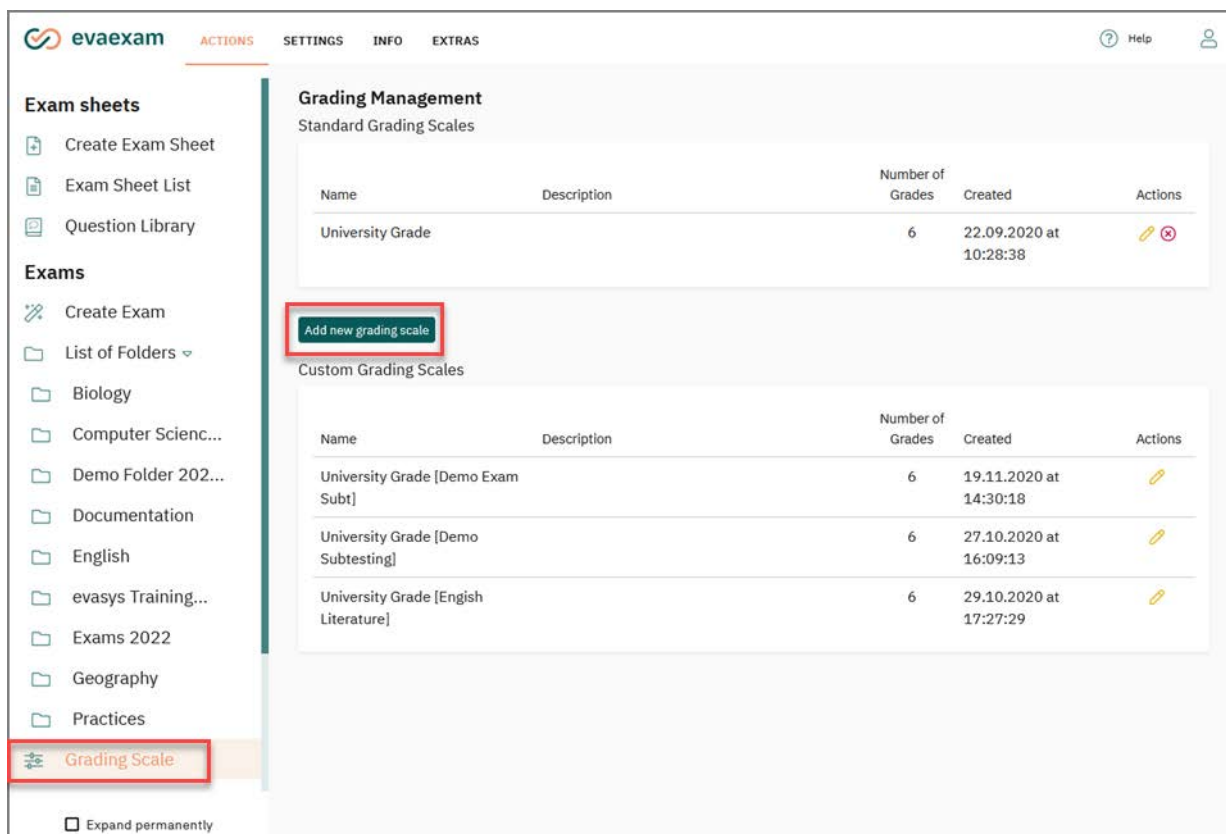 evaexam ACTIONS SETTINGS INFO EXTRAS Help
Exam sheets
Create Exam Sheet
Exam Sheet List
Question Library
Exams
Create Exam
List of Folders
Biology
Computer Scienc...
Demo Folder 202...
Documentation
English
evasys Training...
Exams 2022
Geography
Practices
Grading Scale
Expand permanently
Grading Management
Standard Grading Scales
Number of
Name Description Grades Created Actions
University Grade 6 22.09.2020 at
10:28:38
Add new grading scale
Custom Grading Scales
Number of
Name Description Grades Created Actions
University Grade [Demo Exam 6 19.11.2020 at
Subt] 14:30:18
University Grade [Demo 6 27.10.2020 at
Subtesting] 16:09:13
University Grade [Engish 6 29.10.2020 at
Literature] 17:27:29